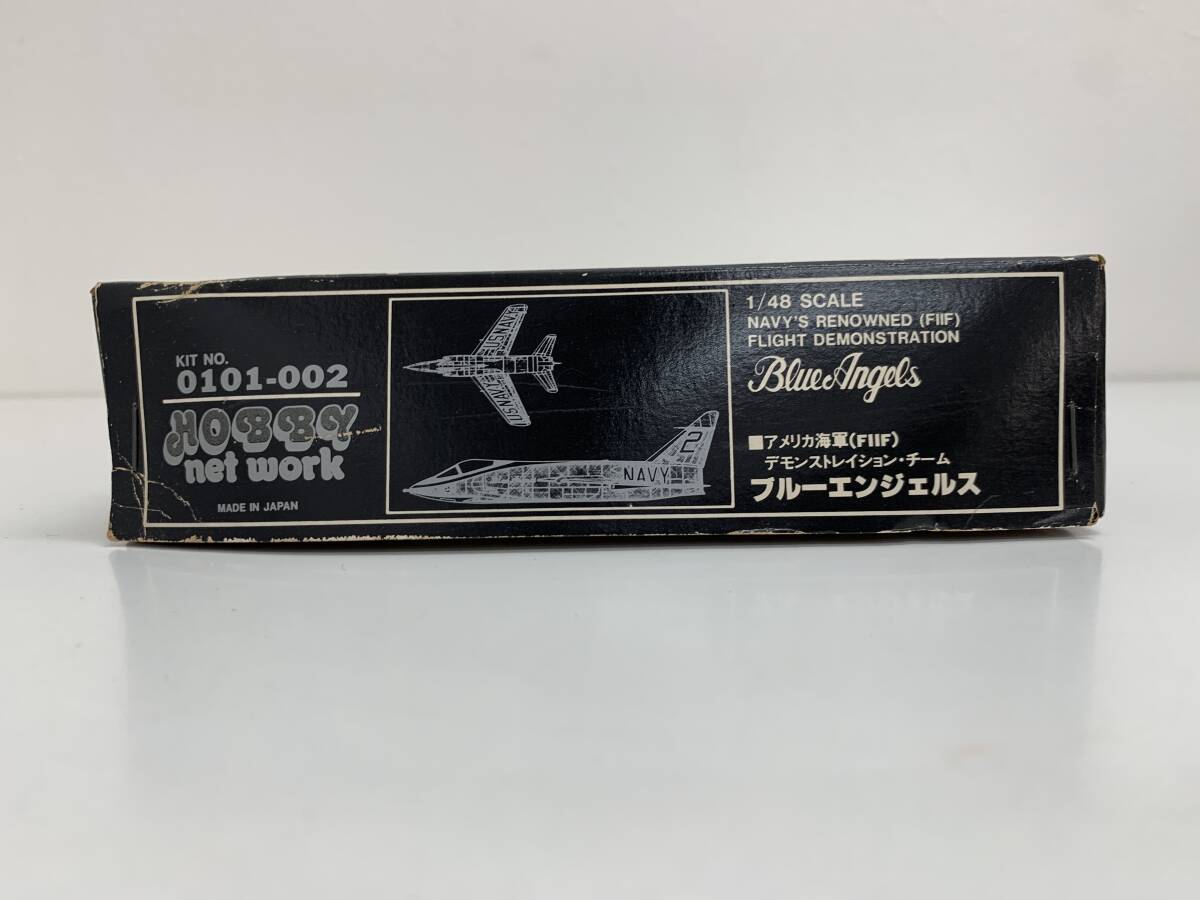 KIT NO.
0101-002
HOBBY
net work
MADE IN JAPAN
US NAVY
US NAVY
2
NAVY
1/48 SCALE
NAVY'S RENOWNED (FIIF)
FLIGHT DEMONSTRATION
Blue Angels
■アメリカ海軍(FIIF)
デモンストレイション・チーム
ブルーエンジェルス